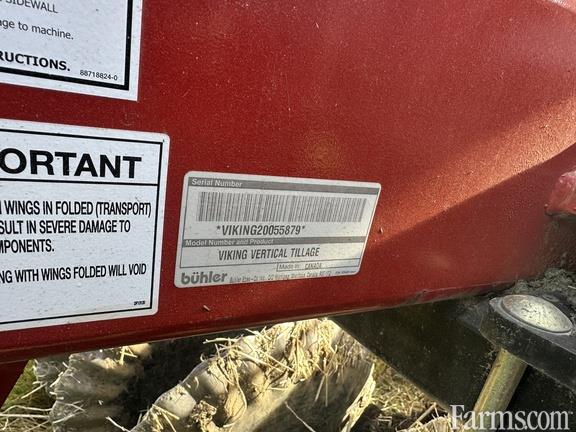 SIDEWALL
age to machine.
RUCTIONS.
88718824-0
ORTANT
WINGS IN FOLDED (TRANSPORT)
SULT IN SEVERE DAMAGE TO
MPONENTS.
NG WITH WINGS FOLDED WILL VOID
Serial Number
*VIKING20055879*
Model Number and Product
VIKING VERTICAL TILLAGE
Made In: CANADA
bühler
Farms.com